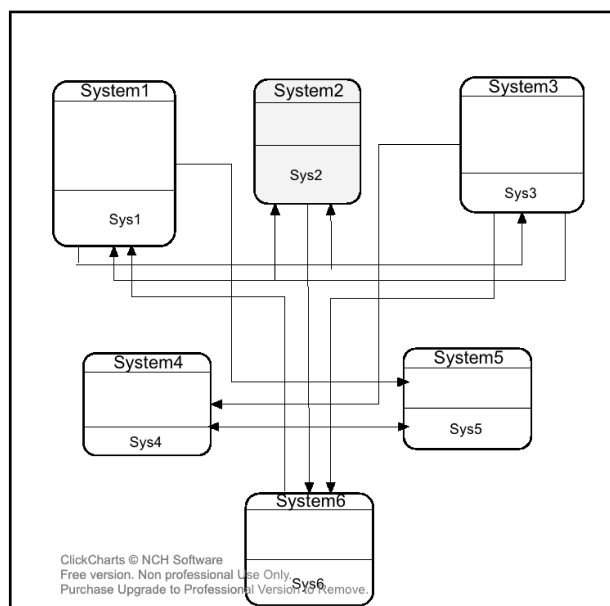 System1
System2
System3
Sys1
Sys2
Sys3
System4
System5
Sys4
Sys5
System6
Sys6
ClickCharts © NCH Software
Free version. Non professional Use Only.
Purchase Upgrade to Professional Version to Remove.